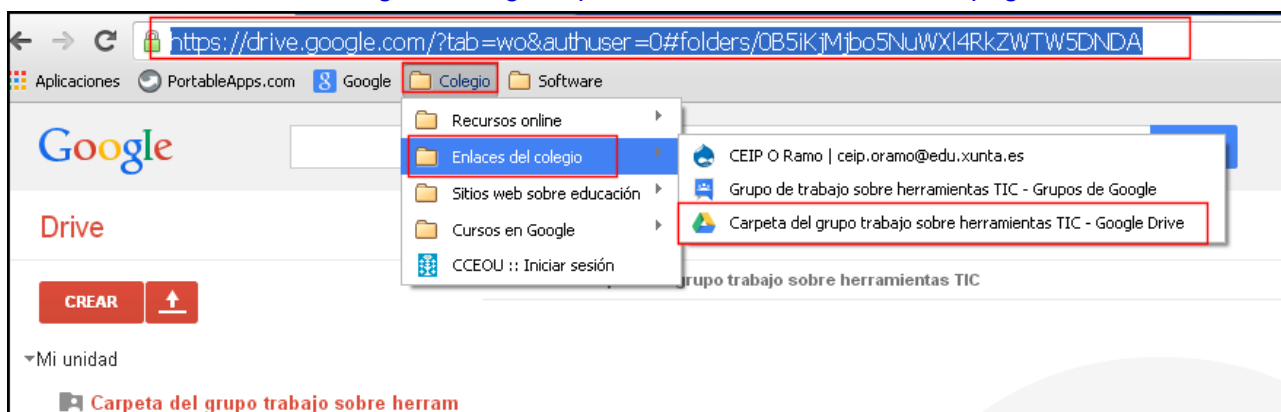 https://drive.google.com/?tab=wo&authuser=0#folders/0B5iKjMjbo5NuWXl4RkZWTW5DNDA
Aplicaciones PortableApps.com Google Colegio Software
Google
Recursos online
Enlaces del colegio
Sitios web sobre educación
Cursos en Google
CCEOU :: Iniciar sesión
CEIP O Ramo | ceip.oramo@edu.xunta.es
Grupo de trabajo sobre herramientas TIC - Grupos de Google
Carpeta del grupo trabajo sobre herramientas TIC - Google Drive
Drive
grupo trabajo sobre herramientas TIC
CREAR
Mi unidad
Carpeta del grupo trabajo sobre herram